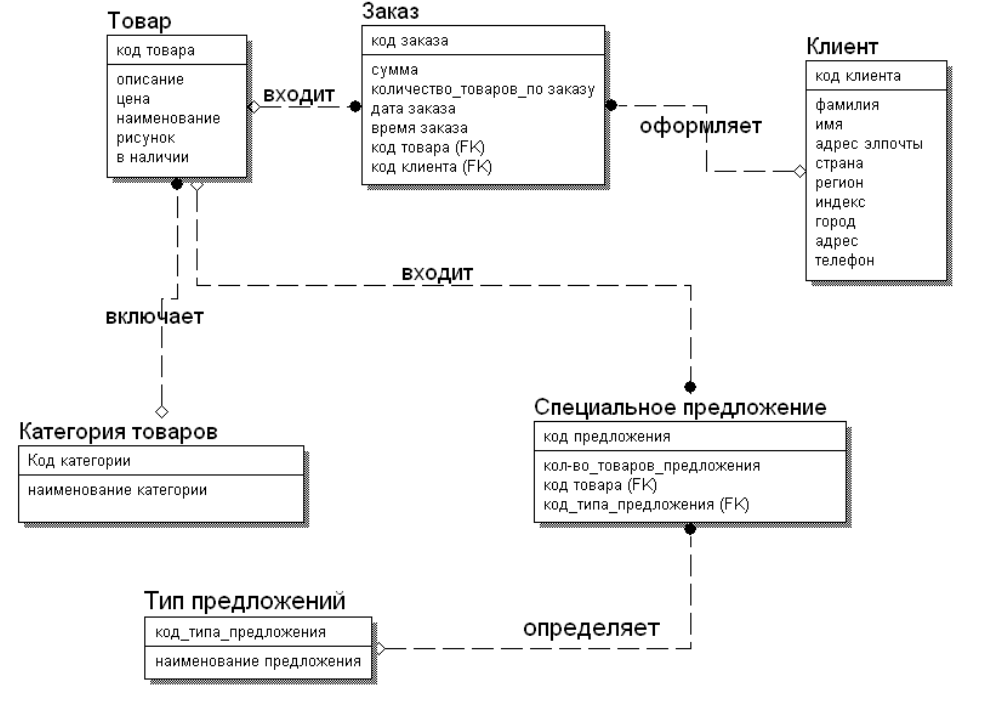 Товар
код товара
описание
цена
наименование
рисунок
в наличии
входит
Заказ
код заказа
сумма
количество_товаров_по заказу
дата заказа
время заказа
код товара (FK)
код клиента (FK)
оформляет
Клиент
код клиента
фамилия
имя
адрес элпочты
страна
регион
индекс
город
адрес
телефон
входит
включает
Категория товаров
Код категории
наименование категории
Специальное предложение
код предложения
кол-во_товаров_предложения
код товара (FK)
код_типа_предложения (FK)
Тип предложений
код_типа_предложения
наименование предложения
определяет